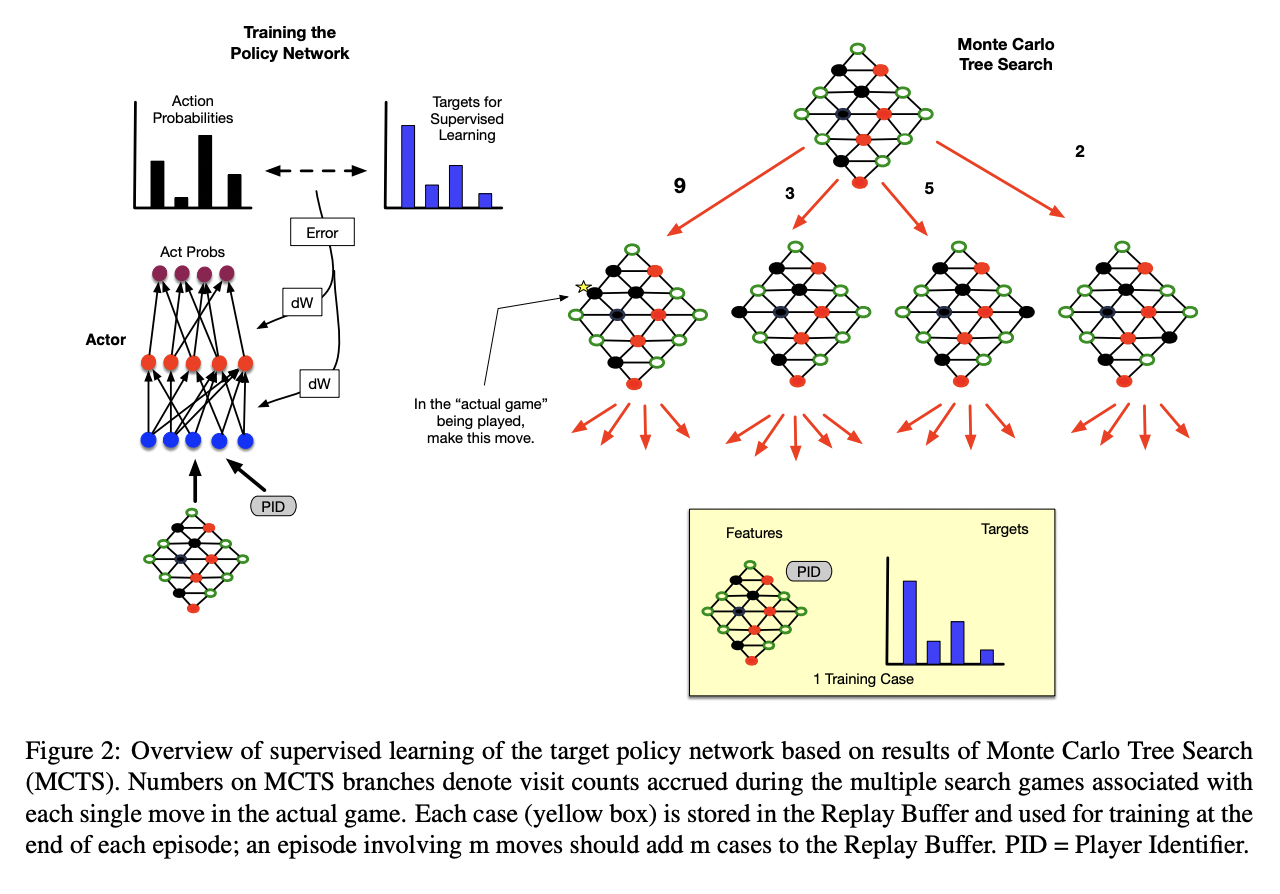 Training the
Policy Network
Monte Carlo
Tree Search
Action
Probabilities
Targets for
Supervised
Learning
Error
Act Probs
dW
Actor
dW
PID
9
3
5
2
In the “actual game”
being played,
make this move.
Features
Targets
PID
1 Training Case
Figure 2: Overview of supervised learning of the target policy network based on results of Monte Carlo Tree Search
(MCTS). Numbers on MCTS branches denote visit counts accrued during the multiple search games associated with
each single move in the actual game. Each case (yellow box) is stored in the Replay Buffer and used for training at the
end of each episode; an episode involving m moves should add m cases to the Replay Buffer. PID = Player Identifier.